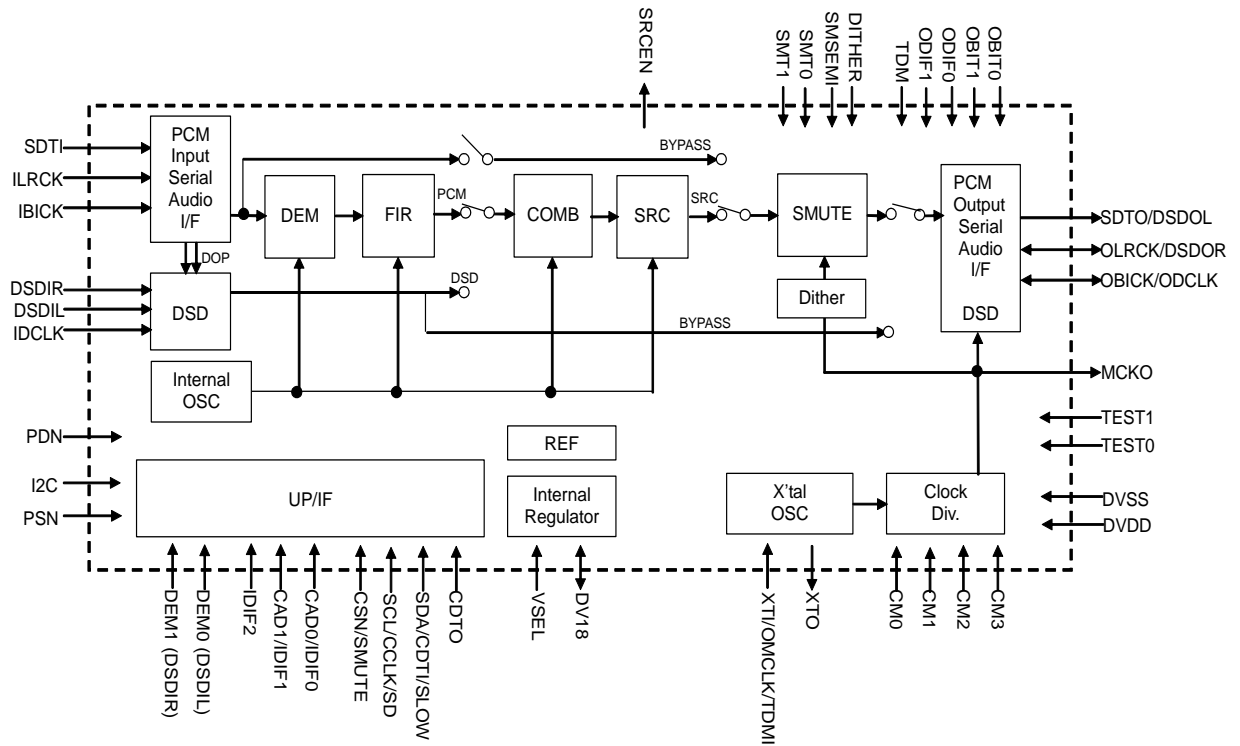 SRCEN
SMT1
SMT0
SMSEMI
DITHER
TDM
ODIF1
ODIF0
OBIT1
OBIT0
SDTI
ILRCK
IBICK
PCM
Input
Serial
Audio
I/F
DEM
FIR
PCM
COMB
SRC
SRC
BYPASS
SMUTE
PCM
Output
Serial
Audio
I/F
DSD
SDTO/DSDOL
OLRCK/DSDOR
OBICK/ODCLK
DOP
DSDIR
DSDIL
IDCLK
DSD
DSD
BYPASS
Dither
Internal
OSC
MCKO
PDN
I2C
PSN
UP/IF
REF
Internal
Regulator
X'tal
OSC
Clock
Div.
TEST1
TEST0
DVSS
DVDD
DEM1 (DSDIR)
DEM0 (DSDIL)
IDIF2
CAD1/IDIF1
CAD0/IDIF0
CSN/SMUTE
SCL/CCLK/SD
SDA/CDTI/SLOW
CDTO
VSEL
DV18
XTI/OMCLK/TDMI
XTO
CM0
CM1
CM2
CM3